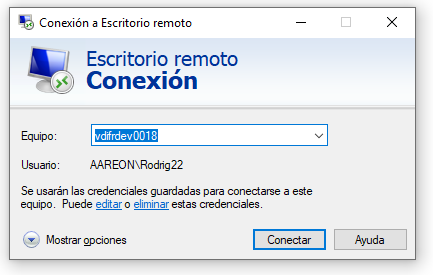 Conexión a Escritorio remoto
Escritorio remoto
Conexión
Equipo: vdifrdev0018
Usuario: AAREON\Rodrig22
Se usarán las credenciales guardadas para conectarse a este
equipo. Puede editar o eliminar estas credenciales.
Mostrar opciones Conectar Ayuda